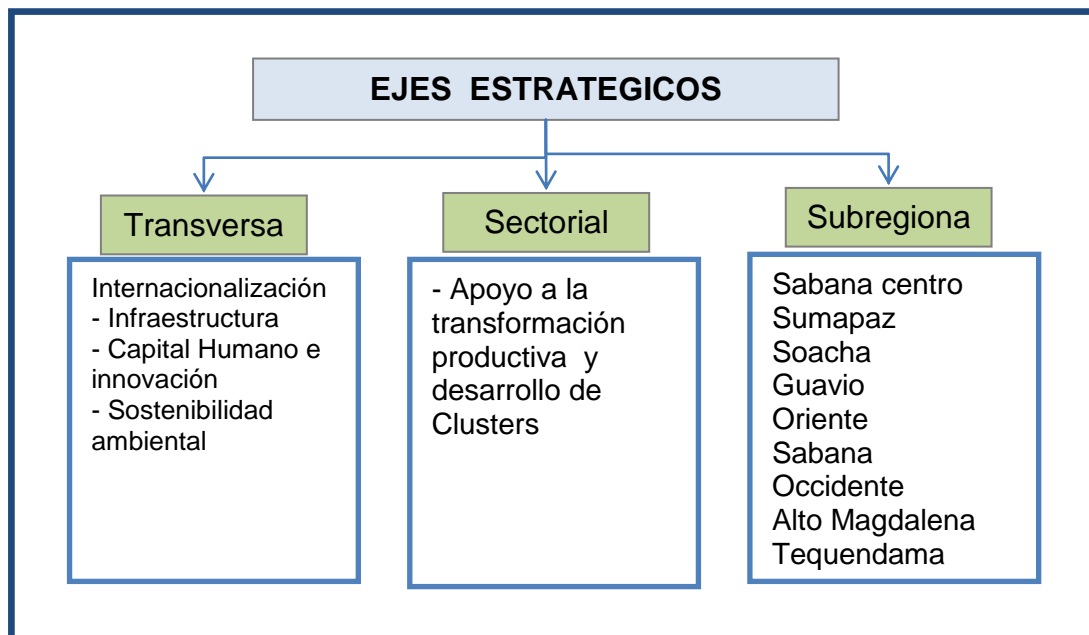 EJES ESTRATEGICOS
Transversa
Internacionalización
- Infraestructura
- Capital Humano e
innovación
- Sostenibilidad
ambiental
Sectorial
- Apoyo a la
transformación
productiva y
desarrollo de
Clusters
Subregiona
Sabana centro
Sumapaz
Soacha
Guavio
Oriente
Sabana
Occidente
Alto Magdalena
Tequendama